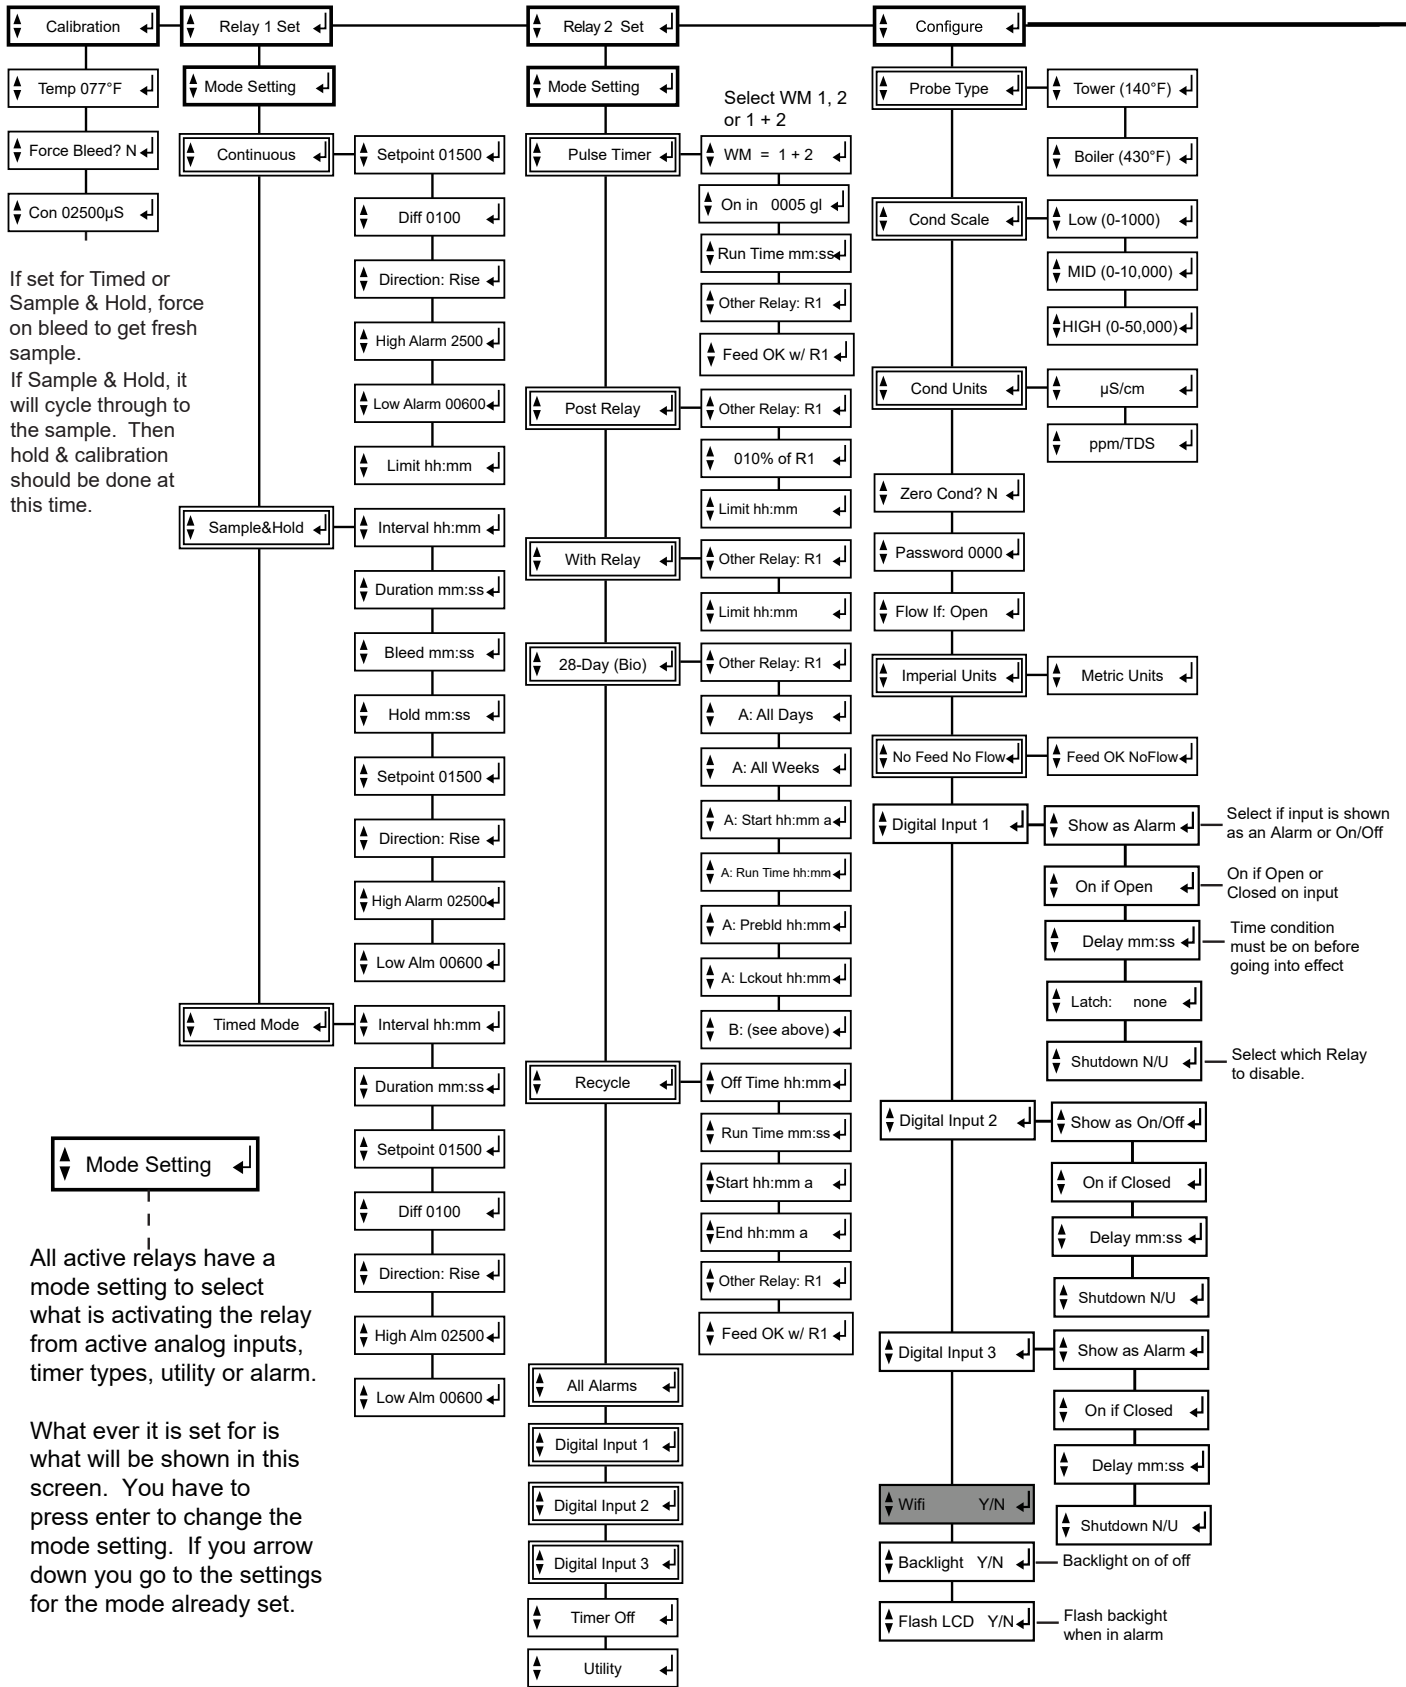 Calibration
Temp 077°F
Force Bleed? N
Con 02500µS
If set for Timed or
Sample & Hold, force
on bleed to get fresh
sample.
If Sample & Hold, it
will cycle through to
the sample. Then
hold & calibration
should be done at
this time.
Mode Setting
All active relays have a
mode setting to select
what is activating the relay
from active analog inputs,
timer types, utility or alarm.
What ever it is set for is
what will be shown in this
screen. You have to
press enter to change the
mode setting. If you arrow
down you go to the settings
for the mode already set.
Relay 1 Set
Mode Setting
Continuous
Setpoint 01500
Diff 0100
Direction: Rise
High Alarm 2500
Low Alarm 00600
Limit hh:mm
Sample&Hold
Interval hh:mm
Duration mm:ss
Bleed mm:ss
Hold mm:ss
Setpoint 01500
Direction: Rise
High Alarm 02500
Low Alm 00600
Timed Mode
Interval hh:mm
Duration mm:ss
Setpoint 01500
Diff 0100
Direction: Rise
High Alm 02500
Low Alm 00600
Relay 2 Set
Mode Setting
Select WM 1, 2
or 1 + 2
Pulse Timer
WM = 1 + 2
On in 0005 gl
Run Time mm:ss
Other Relay: R1
Feed OK w/ R1
Post Relay
Other Relay: R1
010% of R1
Limit hh:mm
With Relay
Other Relay: R1
Limit hh:mm
28-Day (Bio)
Other Relay: R1
A: All Days
A: All Weeks
A: Start hh:mm a
A: Run Time hh:mm
A: Prebld hh:mm
A: Lckout hh:mm
B: (see above)
Recycle
Off Time hh:mm
Run Time mm:ss
Start hh:mm a
End hh:mm a
Other Relay: R1
Feed OK w/ R1
All Alarms
Digital Input 1
Digital Input 2
Digital Input 3
Timer Off
Utility
Configure
Probe Type
Tower (140°F)
Boiler (430°F)
Cond Scale
Low (0-1000)
MID (0-10,000)
HIGH (0-50,000)
Cond Units
µS/cm
ppm/TDS
Zero Cond? N
Password 0000
Flow If: Open
Imperial Units
Metric Units
No Feed No Flow
Feed OK NoFlow
Digital Input 1
Show as Alarm
Select if input is shown
as an Alarm or On/Off
On if Open
On if Open or
Closed on input
Delay mm:ss
Time condition
must be on before
going into effect
Latch: none
Shutdown N/U
Select which Relay
to disable.
Digital Input 2
Show as On/Off
On if Closed
Delay mm:ss
Shutdown N/U
Digital Input 3
Show as Alarm
On if Closed
Delay mm:ss
Shutdown N/U
Wifi Y/N
Backlight Y/N
Backlight on of off
Flash LCD Y/N
Flash backight
when in alarm